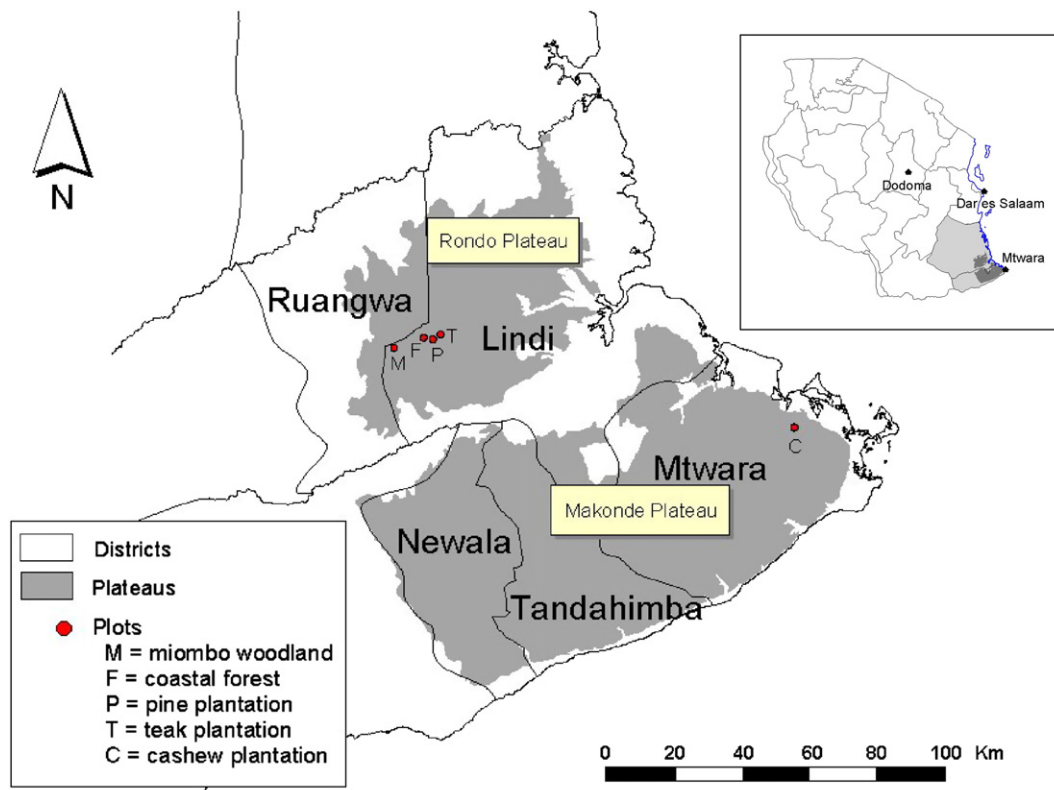 N
Rondo Plateau
Ruangwa
Lindi
M
F
P
T
Dodoma
Dar es Salaam
Mtwara
Mtwara
C
Makonde Plateau
Newala
Tandahimba
Districts
Plateaus
Plots
M = miombo woodland
F = coastal forest
P = pine plantation
T = teak plantation
C = cashew plantation
0 20 40 60 80 100 Km